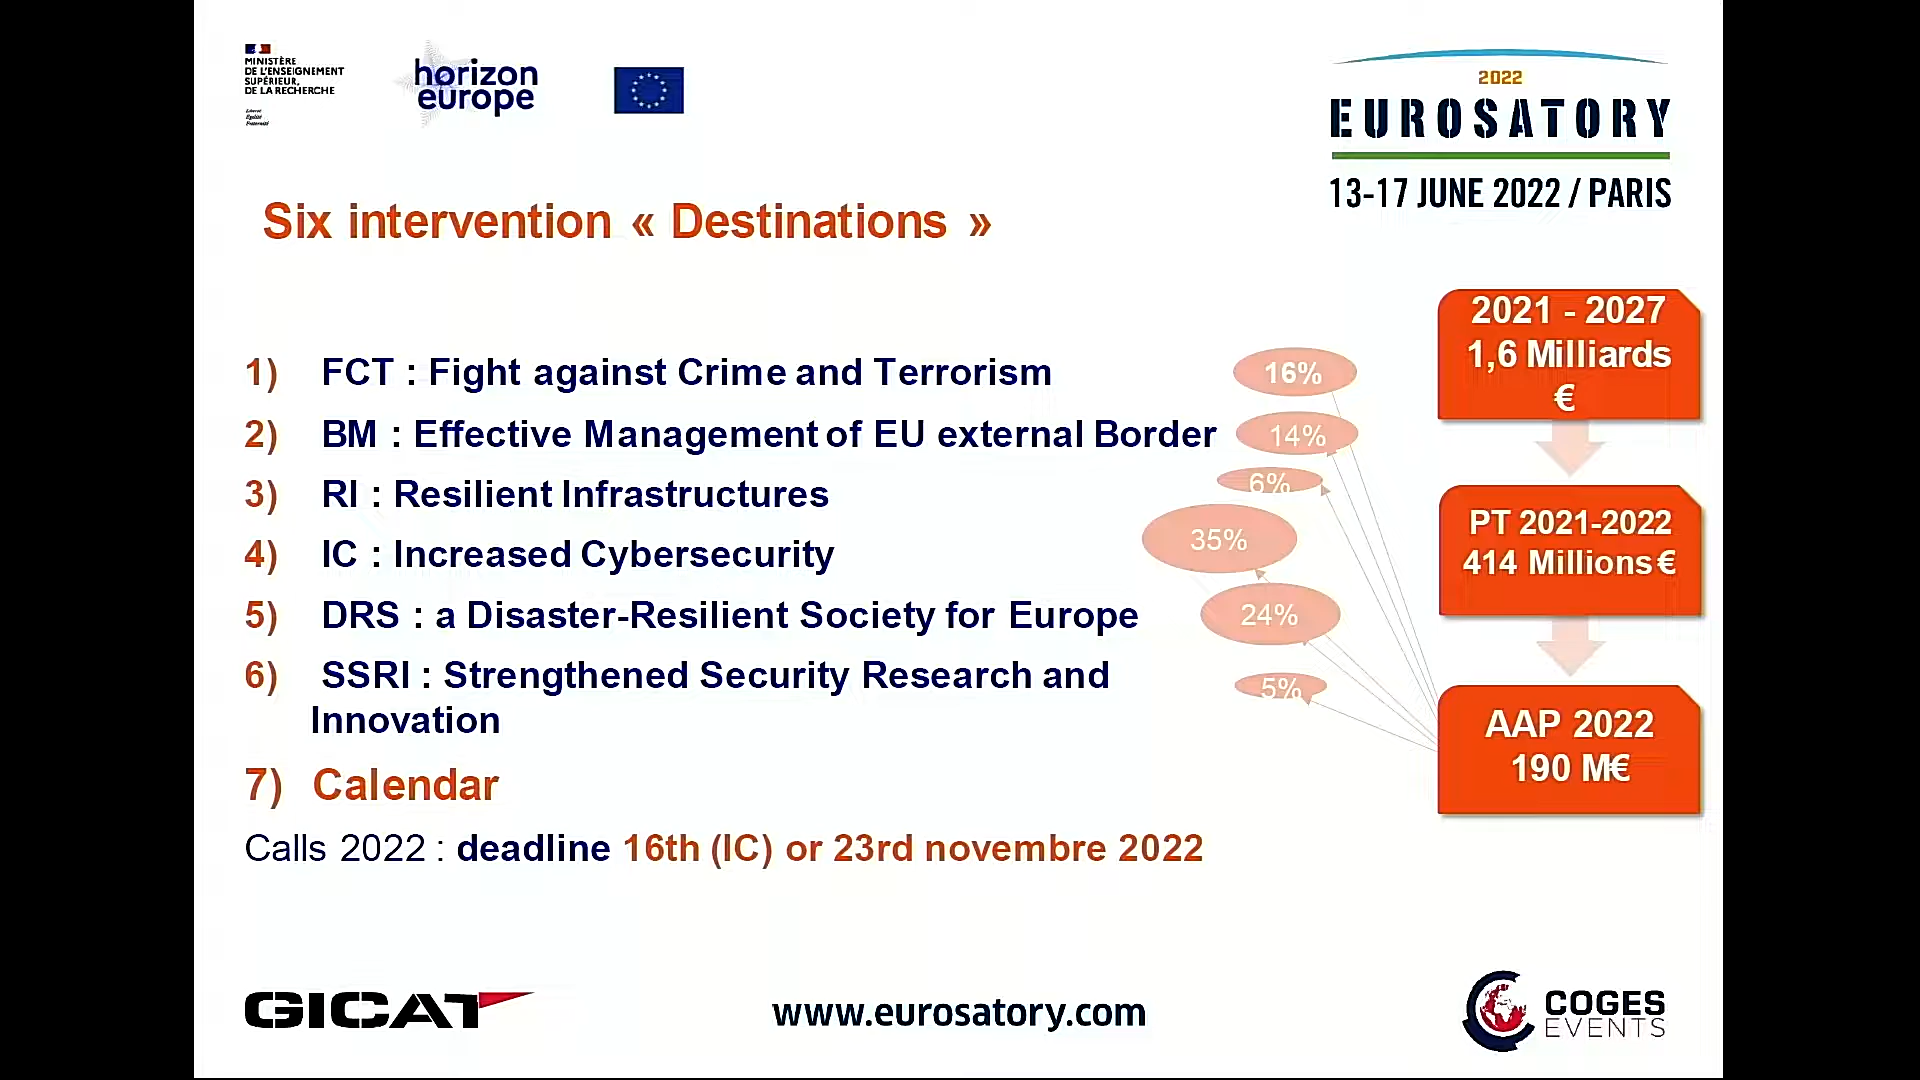 MINISTÈRE
DE L'ENSEIGNEMENT
SUPÉRIEUR,
DE LA RECHERCHE
Liberté
Égalité
Fraternité
horizon
europe
2022
EUROSATORY
13-17 JUNE 2022 / PARIS
Six intervention « Destinations »
1) FCT : Fight against Crime and Terrorism
16%
2) BM : Effective Management of EU external Border
14%
3) RI : Resilient Infrastructures
6%
4) IC : Increased Cybersecurity
35%
5) DRS : a Disaster-Resilient Society for Europe
24%
6) SSRI : Strengthened Security Research and
Innovation
5%
7) Calendar
Calls 2022 : deadline 16th (IC) or 23rd novembre 2022
2021 - 2027
1,6 Milliards
€
PT 2021-2022
414 Millions €
AAP 2022
190 M€
GICAT
www.eurosatory.com
COGES
EVENTS